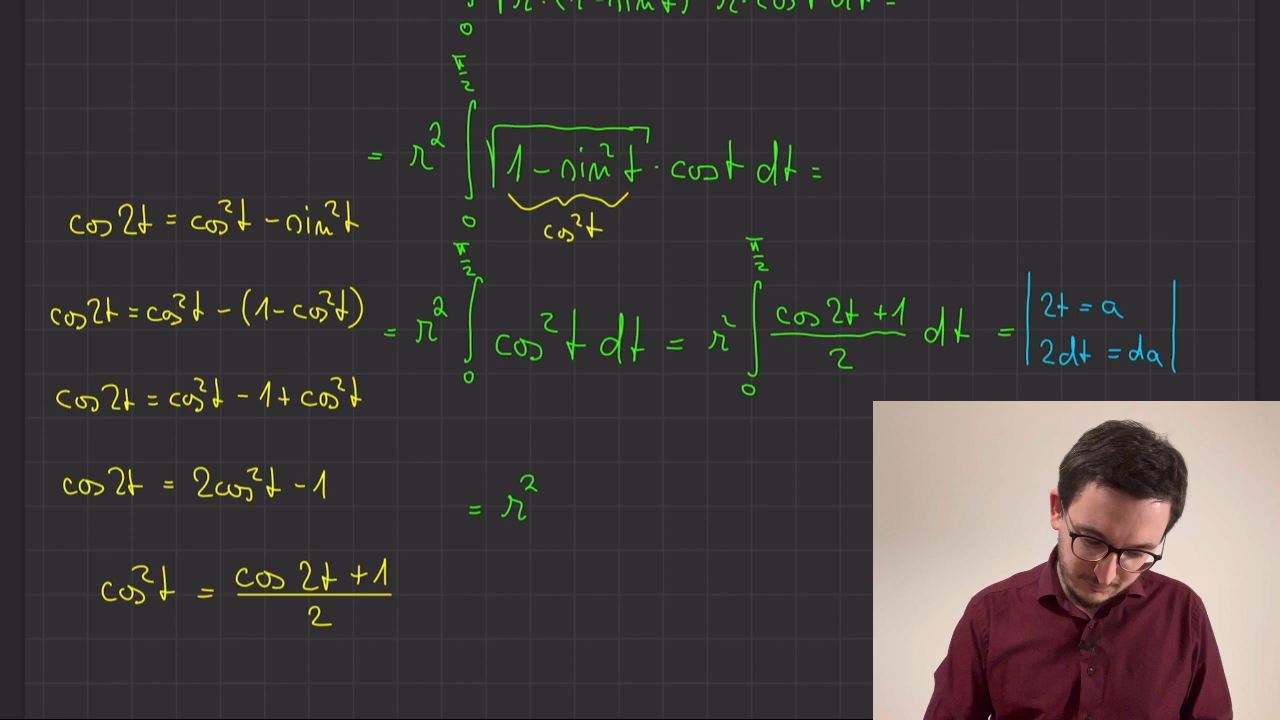 = r² ∫₀^(π/2) √(1 - sin²t) · cos t dt =
cos²t
cos 2t = cos²t - sin²t
cos 2t = cos²t - (1 - cos²t)
= r² ∫₀^(π/2) cos²t dt = r² ∫₀^(π/2) (cos 2t + 1)/2 dt = | 2t = a
2dt = da |
cos 2t = cos²t - 1 + cos²t
cos 2t = 2cos²t - 1
= r²
cos²t = (cos 2t + 1)/2